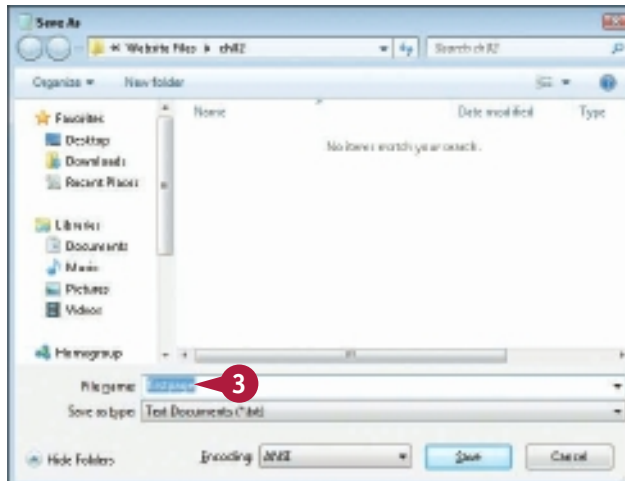 Save As
« Website Files ▸ ch02
Search ch02
Organize
New folder
Name
Date modified
Type
No items match your search.
Favorites
Desktop
Downloads
Recent Places
Libraries
Documents
Music
Pictures
Videos
Homegroup
File name:
3
Save as type: Text Documents (*.txt)
Hide Folders
Encoding: ANSI
Save
Cancel